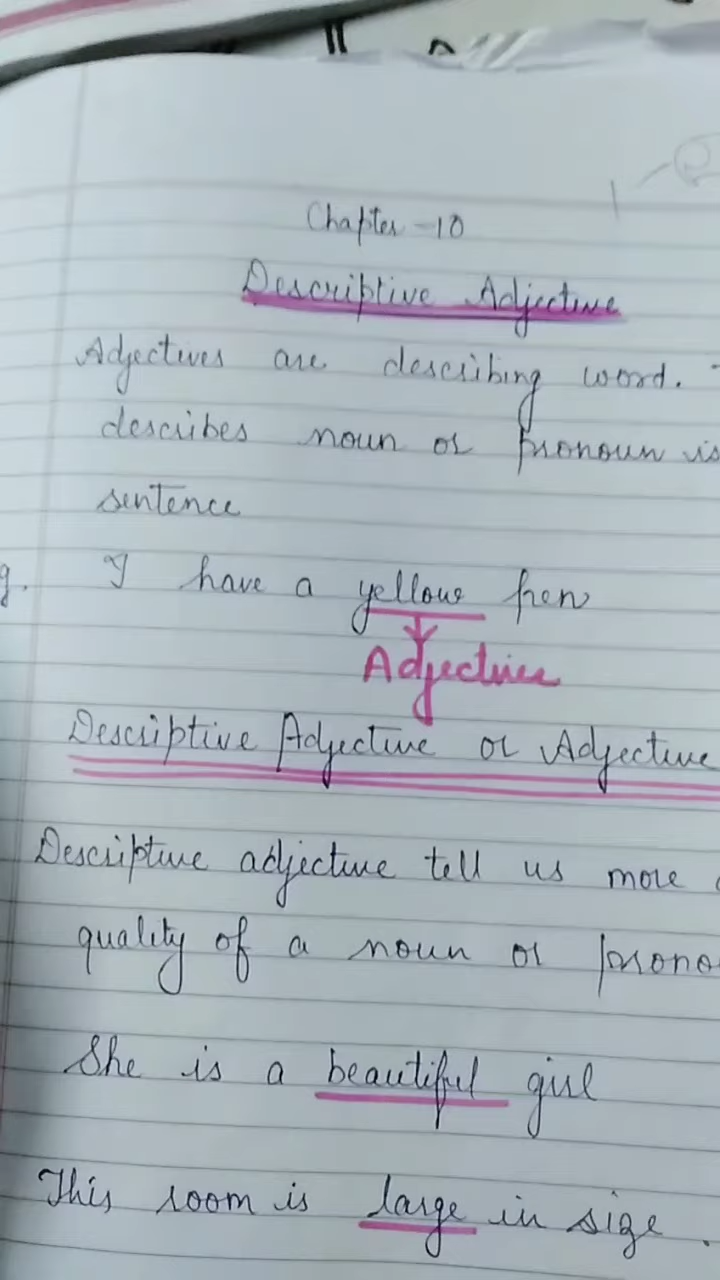 Chapter -10
Descriptive Adjective
Adjectives are describing word.
describes noun or pronoun is
sentence
g. I have a yellow pen
Adjective
Descriptive Adjective or Adjective
Descriptive adjective tell us more
quality of a noun or prono
She is a beautiful girl
This room is large in size.